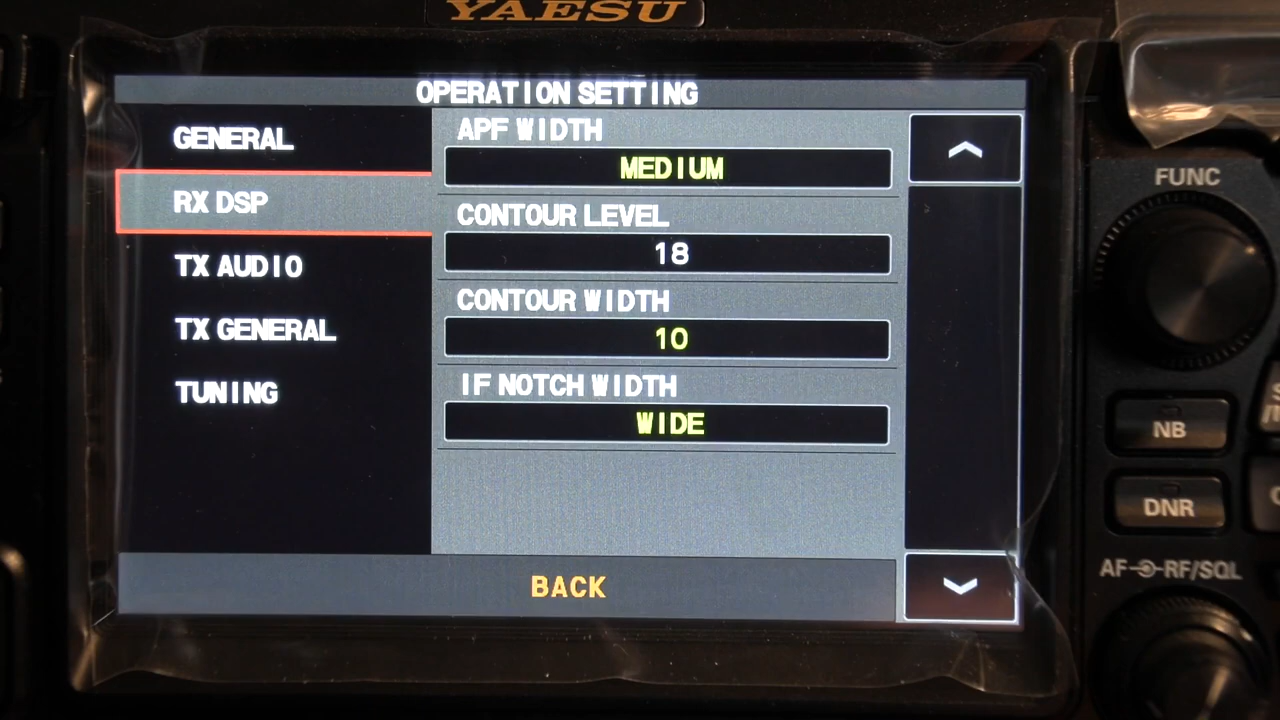 YAESU
OPERATION SETTING
GENERAL
RX DSP
TX AUDIO
TX GENERAL
TUNING
APF WIDTH
MEDIUM
CONTOUR LEVEL
18
CONTOUR WIDTH
10
IF NOTCH WIDTH
WIDE
BACK
FUNC
NB
DNR
AF RF/SQL